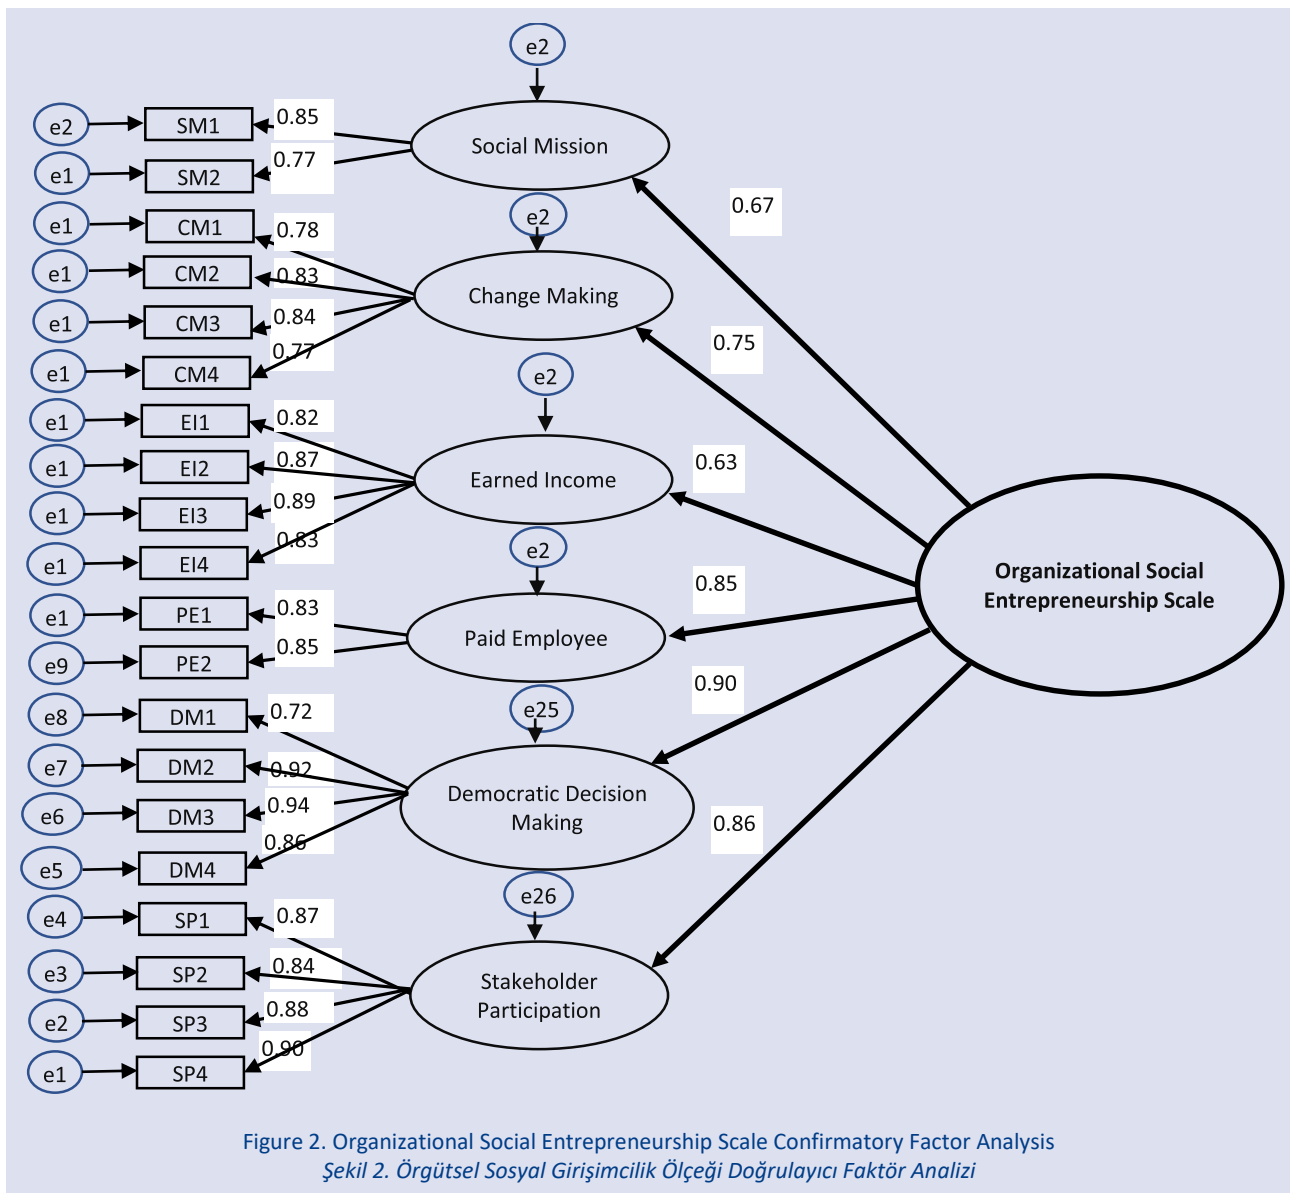 e2
e2
SM1
0.85
Social Mission
e1
SM2
0.77
0.67
e1
CM1
0.78
e2
e1
CM2
0.83
Change Making
e1
CM3
0.84
0.75
e1
CM4
0.77
e2
e1
EI1
0.82
e1
EI2
0.87
Earned Income
0.63
e1
EI3
0.89
e1
EI4
0.83
e2
Organizational Social
Entrepreneurship Scale
e1
PE1
0.83
Paid Employee
0.85
e9
PE2
0.85
0.90
e8
DM1
0.72
e25
e7
DM2
0.92
Democratic Decision
Making
e6
DM3
0.94
0.86
e5
DM4
0.86
e26
e4
SP1
0.87
e3
SP2
0.84
Stakeholder
Participation
e2
SP3
0.88
e1
SP4
0.90
Figure 2. Organizational Social Entrepreneurship Scale Confirmatory Factor Analysis
Şekil 2. Örgütsel Sosyal Girişimcilik Ölçeği Doğrulayıcı Faktör Analizi